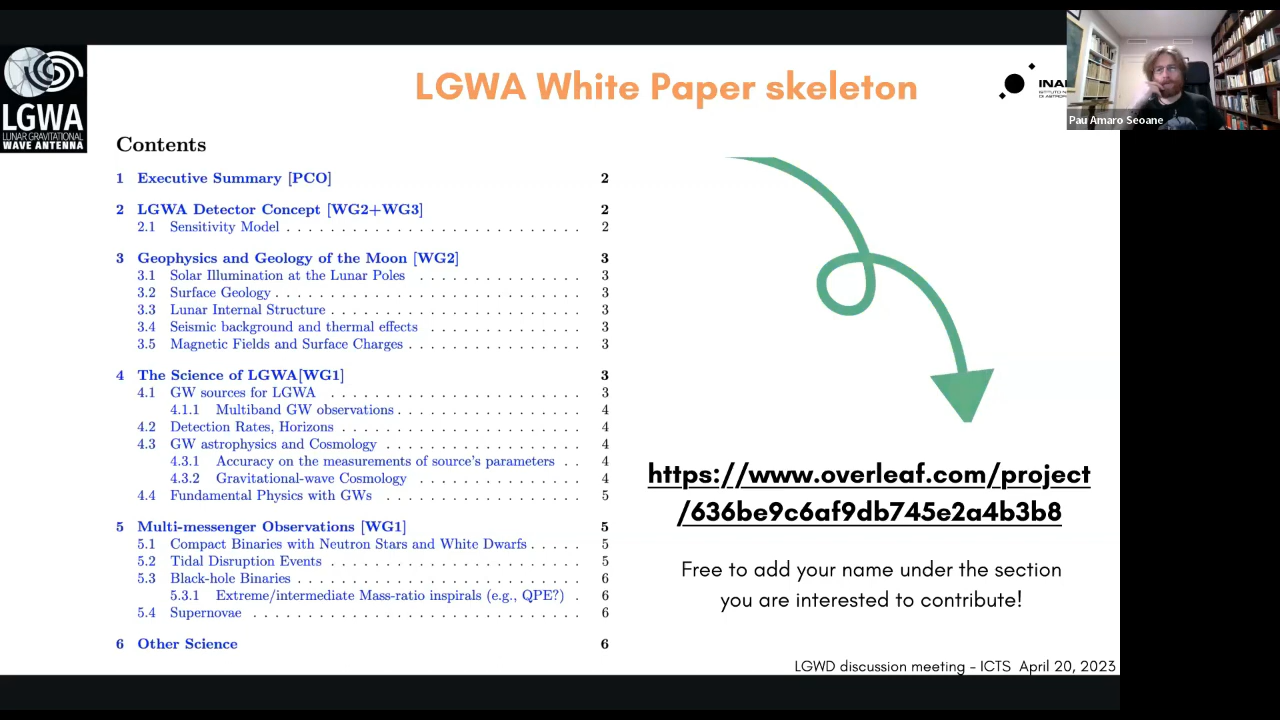 LGWA White Paper skeleton
LGWA
LUNAR GRAVITATIONAL
WAVE ANTENNA
Pau Amaro Seoane
Contents
1 Executive Summary [PCO] 2
2 LGWA Detector Concept [WG2+WG3] 2
2.1 Sensitivity Model . . . . . . . . . . . . . . . . . . . . . . . . . . . 2
3 Geophysics and Geology of the Moon [WG2] 3
3.1 Solar Illumination at the Lunar Poles . . . . . . . . . . . . . . . 3
3.2 Surface Geology . . . . . . . . . . . . . . . . . . . . . . . . . . . . 3
3.3 Lunar Internal Structure . . . . . . . . . . . . . . . . . . . . . . . 3
3.4 Seismic background and thermal effects . . . . . . . . . . . . . . 3
3.5 Magnetic Fields and Surface Charges . . . . . . . . . . . . . . . . 3
4 The Science of LGWA[WG1] 3
4.1 GW sources for LGWA . . . . . . . . . . . . . . . . . . . . . . . 3
4.1.1 Multiband GW observations . . . . . . . . . . . . . . . . . 4
4.2 Detection Rates, Horizons . . . . . . . . . . . . . . . . . . . . . . 4
4.3 GW astrophysics and Cosmology . . . . . . . . . . . . . . . . . . 4
4.3.1 Accuracy on the measurements of source's parameters . . 4
4.3.2 Gravitational-wave Cosmology . . . . . . . . . . . . . . . 4
4.4 Fundamental Physics with GWs . . . . . . . . . . . . . . . . . . 5
5 Multi-messenger Observations [WG1] 5
5.1 Compact Binaries with Neutron Stars and White Dwarfs . . . . . 5
5.2 Tidal Disruption Events . . . . . . . . . . . . . . . . . . . . . . . 5
5.3 Black-hole Binaries . . . . . . . . . . . . . . . . . . . . . . . . . . 6
5.3.1 Extreme/intermediate Mass-ratio inspirals (e.g., QPE?) . 6
5.4 Supernovae . . . . . . . . . . . . . . . . . . . . . . . . . . . . . . 6
6 Other Science 6
https://www.overleaf.com/project
/636be9c6af9db745e2a4b3b8
Free to add your name under the section
you are interested to contribute!
LGWD discussion meeting - ICTS April 20, 2023